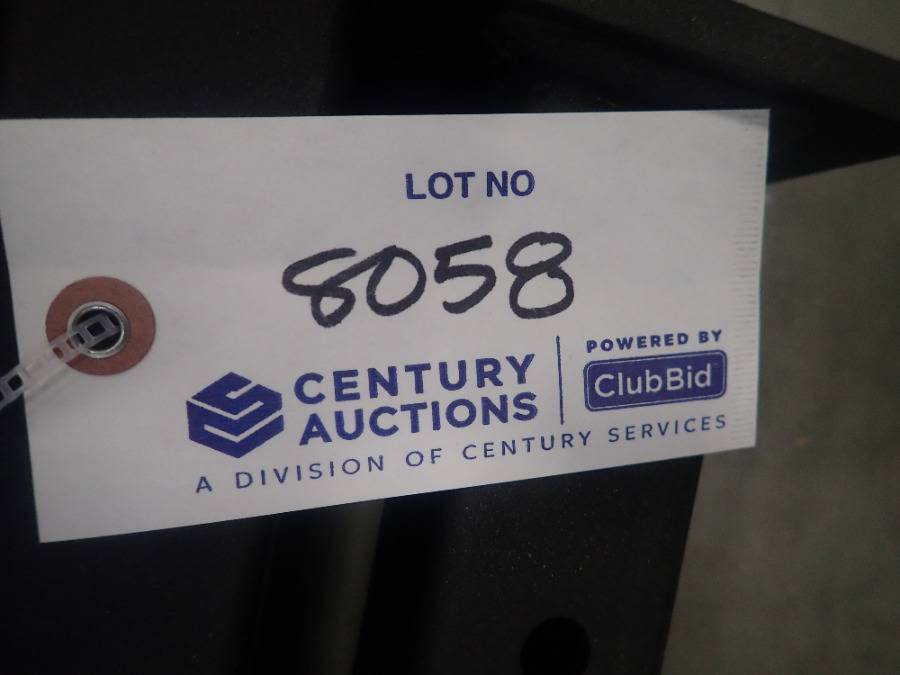 LOT NO
8058
CENTURY
AUCTIONS
POWERED BY
ClubBid
A DIVISION OF CENTURY SERVICES